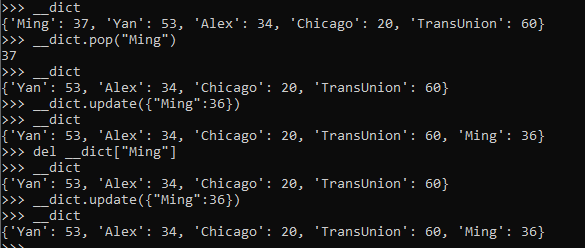 >>> __dict
{'Ming': 37, 'Yan': 53, 'Alex': 34, 'Chicago': 20, 'TransUnion': 60}
>>> __dict.pop("Ming")
37
>>> __dict
{'Yan': 53, 'Alex': 34, 'Chicago': 20, 'TransUnion': 60}
>>> __dict.update({"Ming":36})
>>> __dict
{'Yan': 53, 'Alex': 34, 'Chicago': 20, 'TransUnion': 60, 'Ming': 36}
>>> del __dict["Ming"]
>>> __dict
{'Yan': 53, 'Alex': 34, 'Chicago': 20, 'TransUnion': 60}
>>> __dict.update({"Ming":36})
>>> __dict
{'Yan': 53, 'Alex': 34, 'Chicago': 20, 'TransUnion': 60, 'Ming': 36}
>>>